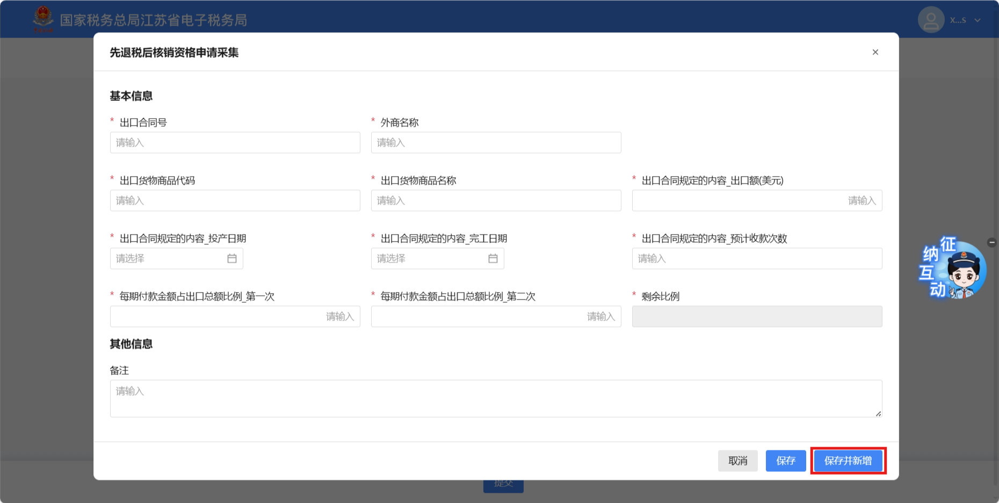 国家税务总局江苏省电子税务局
X...S
先退税后核销资格申请采集
×
基本信息
* 出口合同号
* 外商名称
请输入
请输入
* 出口货物商品代码
* 出口货物商品名称
* 出口合同规定的内容_出口额(美元)
请输入
请输入
请输入
* 出口合同规定的内容_投产日期
* 出口合同规定的内容_完工日期
* 出口合同规定的内容_预计收款次数
请选择
请选择
请输入
* 每期付款金额占出口总额比例_第一次
* 每期付款金额占出口总额比例_第二次
* 剩余比例
请输入
请输入
其他信息
备注
请输入
取消
保存
保存并新增
提交
征纳互动